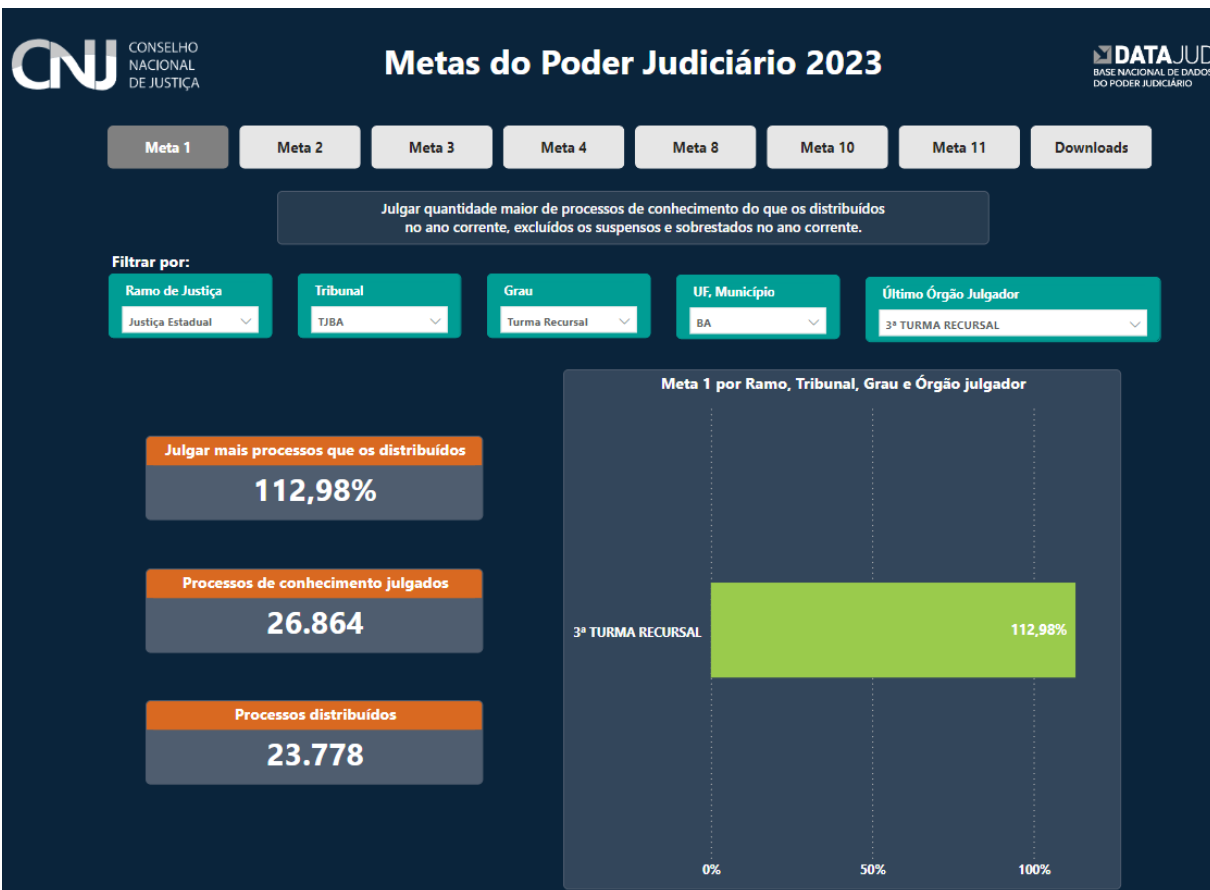 CNJ
CONSELHO
NACIONAL
DE JUSTIÇA
Metas do Poder Judiciário 2023
DATAJUD
BASE NACIONAL DE DADOS
DO PODER JUDICIÁRIO
Meta 1
Meta 2
Meta 3
Meta 4
Meta 8
Meta 10
Meta 11
Downloads
Julgar quantidade maior de processos de conhecimento do que os distribuídos
no ano corrente, excluídos os suspensos e sobrestados no ano corrente.
Filtrar por:
Ramo de Justiça
Justiça Estadual
Tribunal
TJBA
Grau
Turma Recursal
UF, Município
BA
Último Órgão Julgador
3ª TURMA RECURSAL
Julgar mais processos que os distribuídos
112,98%
Processos de conhecimento julgados
26.864
Processos distribuídos
23.778
Meta 1 por Ramo, Tribunal, Grau e Órgão julgador
3ª TURMA RECURSAL
112,98%
0%
50%
100%